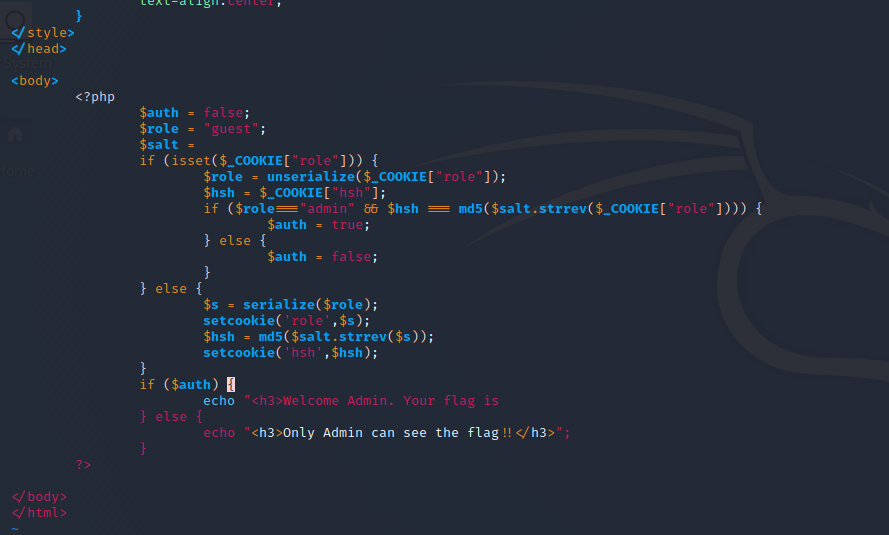 text-align:center;
}
</style>
</head>
<body>
<?php
$auth = false;
$role = "guest";
$salt =
if (isset($_COOKIE["role"])) {
$role = unserialize($_COOKIE["role"]);
$hsh = $_COOKIE["hsh"];
if ($role==="admin" && $hsh === md5($salt.strrev($_COOKIE["role"]))) {
$auth = true;
} else {
$auth = false;
}
} else {
$s = serialize($role);
setcookie('role',$s);
$hsh = md5($salt.strrev($s));
setcookie('hsh',$hsh);
}
if ($auth) {
echo "<h3>Welcome Admin. Your flag is
} else {
echo "<h3>Only Admin can see the flag!!</h3>";
}
?>
</body>
</html>
~
System
Home